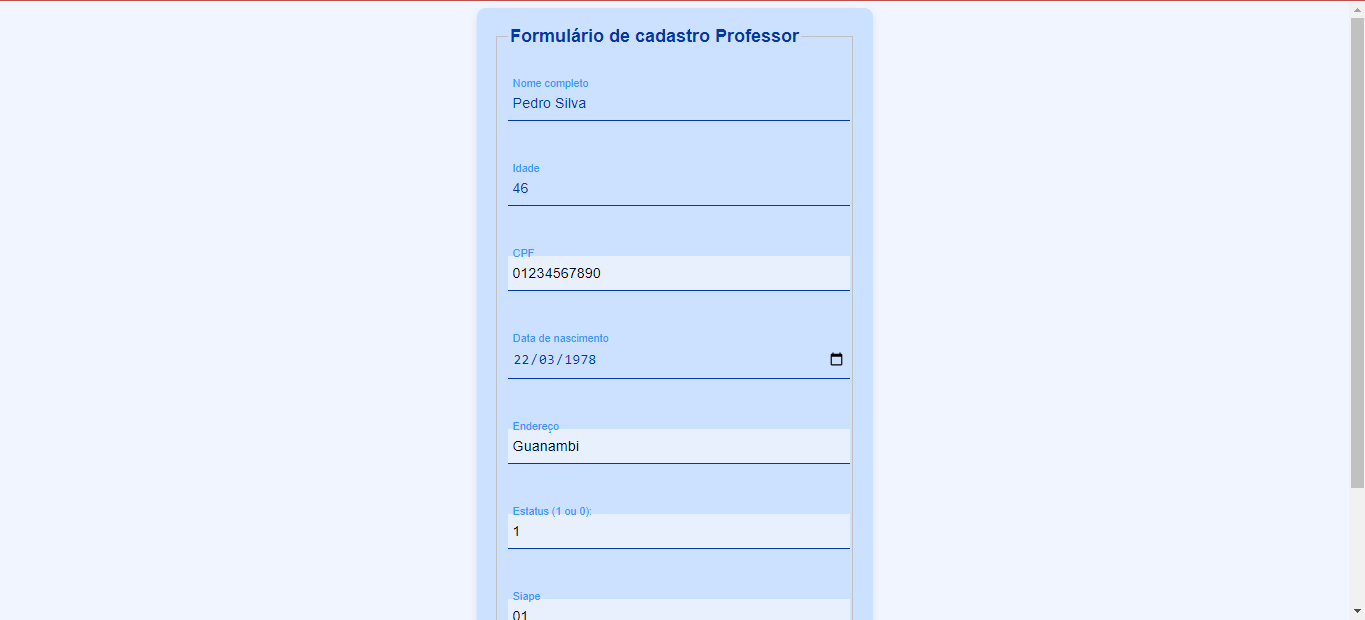 Formulário de cadastro Professor
Nome completo
Pedro Silva
Idade
46
CPF
01234567890
Data de nascimento
22/03/1978
Endereço
Guanambi
Estatus (1 ou 0):
1
Siape
01